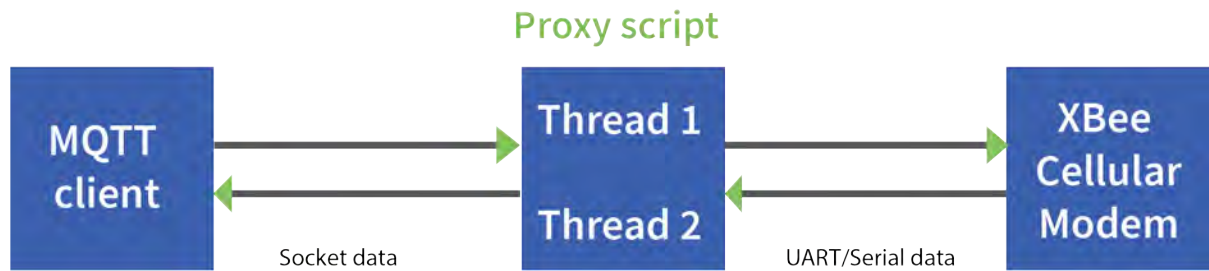 Proxy script
MQTT
client
Thread 1
Thread 2
XBee
Cellular
Modem
Socket data
UART/Serial data